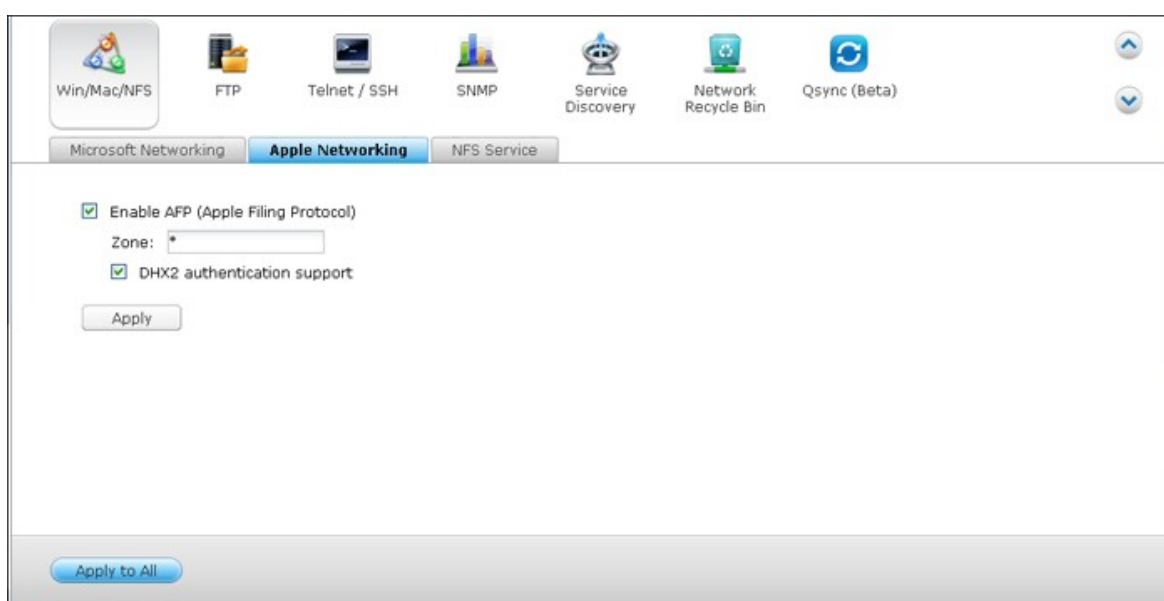 Win/Mac/NFS
FTP
Telnet / SSH
SNMP
Service
Discovery
Network
Recycle Bin
Qsync (Beta)
Microsoft Networking
Apple Networking
NFS Service
Enable AFP (Apple Filing Protocol)
Zone: *
DHX2 authentication support
Apply
Apply to All